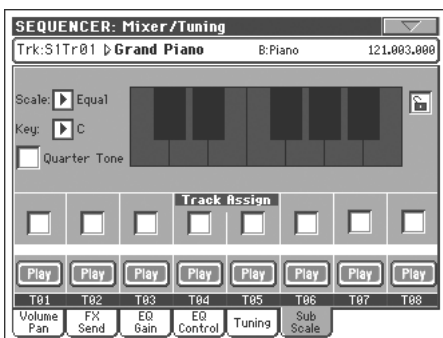 SEQUENCER: Mixer/Tuning
Trk:S1Tr01 Grand Piano B:Piano 121.003.000
Scale: Equal
Key: C
Quarter Tone
Track Assign
Play Play Play Play Play Play Play Play
T01 T02 T03 T04 T05 T06 T07 T08
Volume Pan FX Send EQ Gain EQ Control Tuning Sub Scale